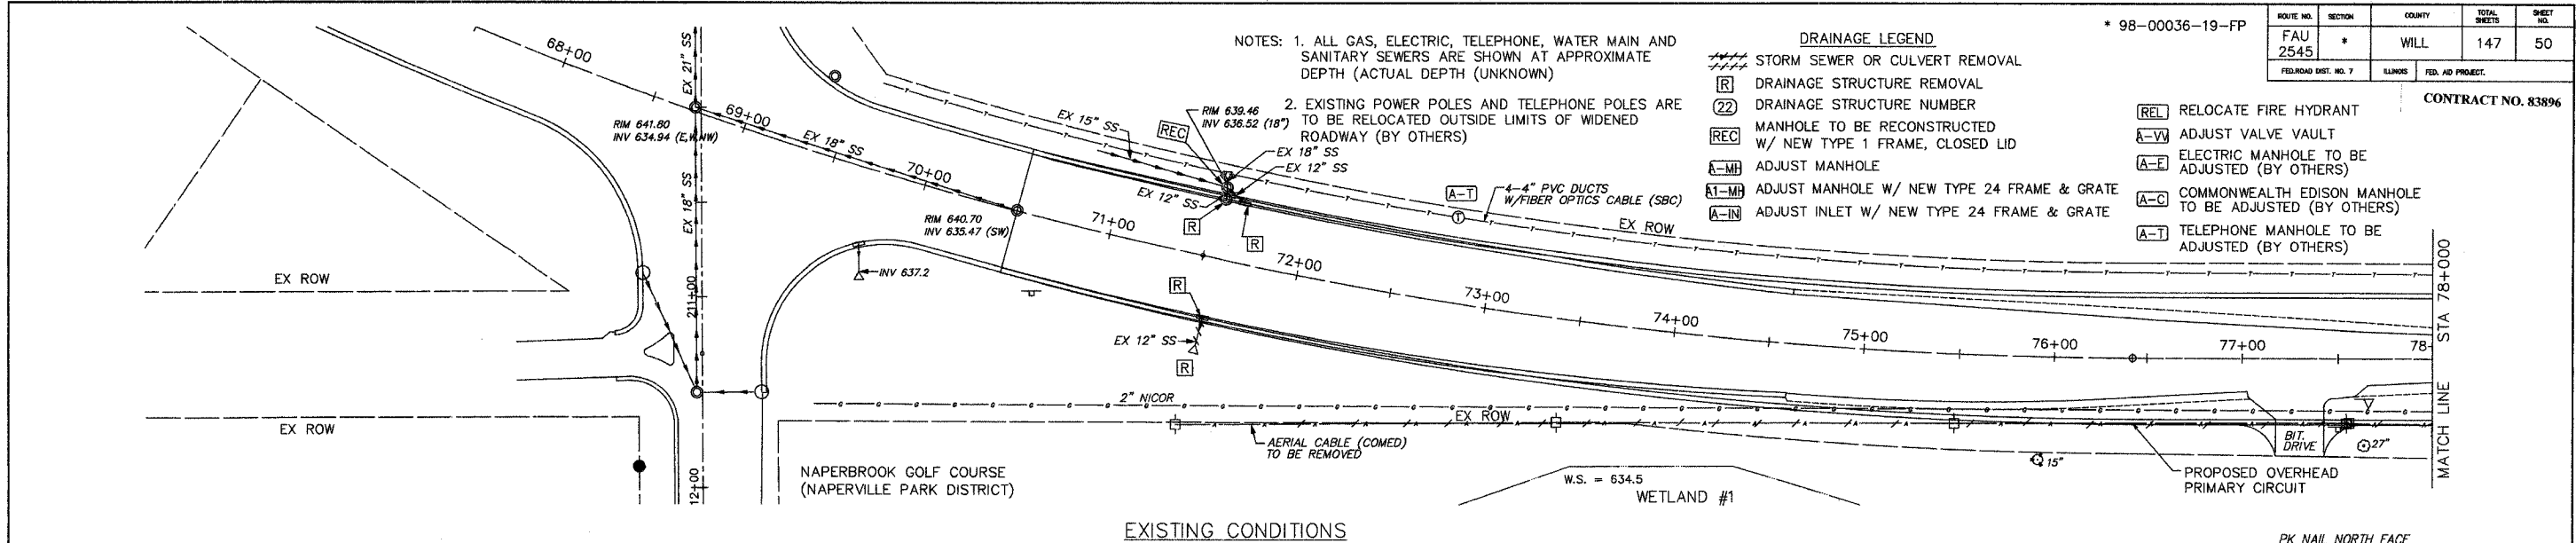 * 98-00036-19-FP
ROUTE NO. SECTION COUNTY TOTAL SHEETS SHEET NO.
FAU 2545 * WILL 147 50
FED.ROAD DIST. NO. 7 ILLINOIS FED. AID PROJECT.
CONTRACT NO. 83896
NOTES: 1. ALL GAS, ELECTRIC, TELEPHONE, WATER MAIN AND
SANITARY SEWERS ARE SHOWN AT APPROXIMATE
DEPTH (ACTUAL DEPTH (UNKNOWN)
2. EXISTING POWER POLES AND TELEPHONE POLES ARE
TO BE RELOCATED OUTSIDE LIMITS OF WIDENED
ROADWAY (BY OTHERS)
DRAINAGE LEGEND
STORM SEWER OR CULVERT REMOVAL
R DRAINAGE STRUCTURE REMOVAL
22 DRAINAGE STRUCTURE NUMBER
REC MANHOLE TO BE RECONSTRUCTED
W/ NEW TYPE 1 FRAME, CLOSED LID
A-MH ADJUST MANHOLE
A1-MH ADJUST MANHOLE W/ NEW TYPE 24 FRAME & GRATE
A-IN ADJUST INLET W/ NEW TYPE 24 FRAME & GRATE
REL RELOCATE FIRE HYDRANT
A-VV ADJUST VALVE VAULT
A-E ELECTRIC MANHOLE TO BE
ADJUSTED (BY OTHERS)
A-C COMMONWEALTH EDISON MANHOLE
TO BE ADJUSTED (BY OTHERS)
A-T TELEPHONE MANHOLE TO BE
ADJUSTED (BY OTHERS)
68+00
EX 21" SS
69+00
RIM 641.80
INV 634.94 (E,W,NW)
EX 18" SS
70+00
EX 18" SS
RIM 640.70
INV 635.47 (SW)
EX 15" SS
REC
RIM 639.46
INV 636.52 (18")
EX 18" SS
EX 12" SS
EX 12" SS
R
R
71+00
A-T
4-4" PVC DUCTS
W/FIBER OPTICS CABLE (SBC)
T
EX ROW
72+00
73+00
74+00
75+00
76+00
77+00
78+
MATCH LINE STA 78+000
EX ROW
211+00
INV 637.2
R
EX 12" SS
R
2" NICOR
EX ROW
EX ROW
AERIAL CABLE (COMED)
TO BE REMOVED
12+00
NAPERBROOK GOLF COURSE
(NAPERVILLE PARK DISTRICT)
W.S. = 634.5
WETLAND #1
15"
BIT.
DRIVE
27"
PROPOSED OVERHEAD
PRIMARY CIRCUIT
EXISTING CONDITIONS
PK NAIL NORTH FACE